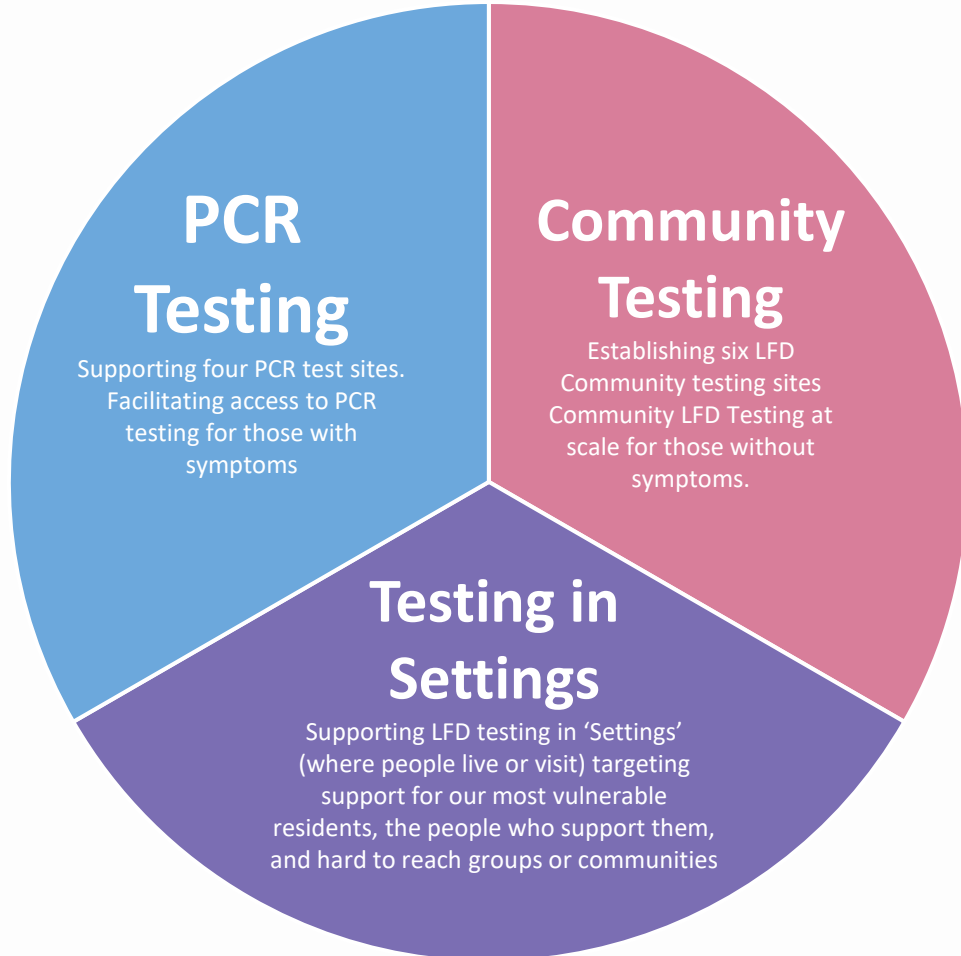 PCR
Testing
Supporting four PCR test sites.
Facilitating access to PCR
testing for those with
symptoms
Community
Testing
Establishing six LFD
Community testing sites
Community LFD Testing at
scale for those without
symptoms.
Testing in
Settings
Supporting LFD testing in ‘Settings’
(where people live or visit) targeting
support for our most vulnerable
residents, the people who support them,
and hard to reach groups or communities